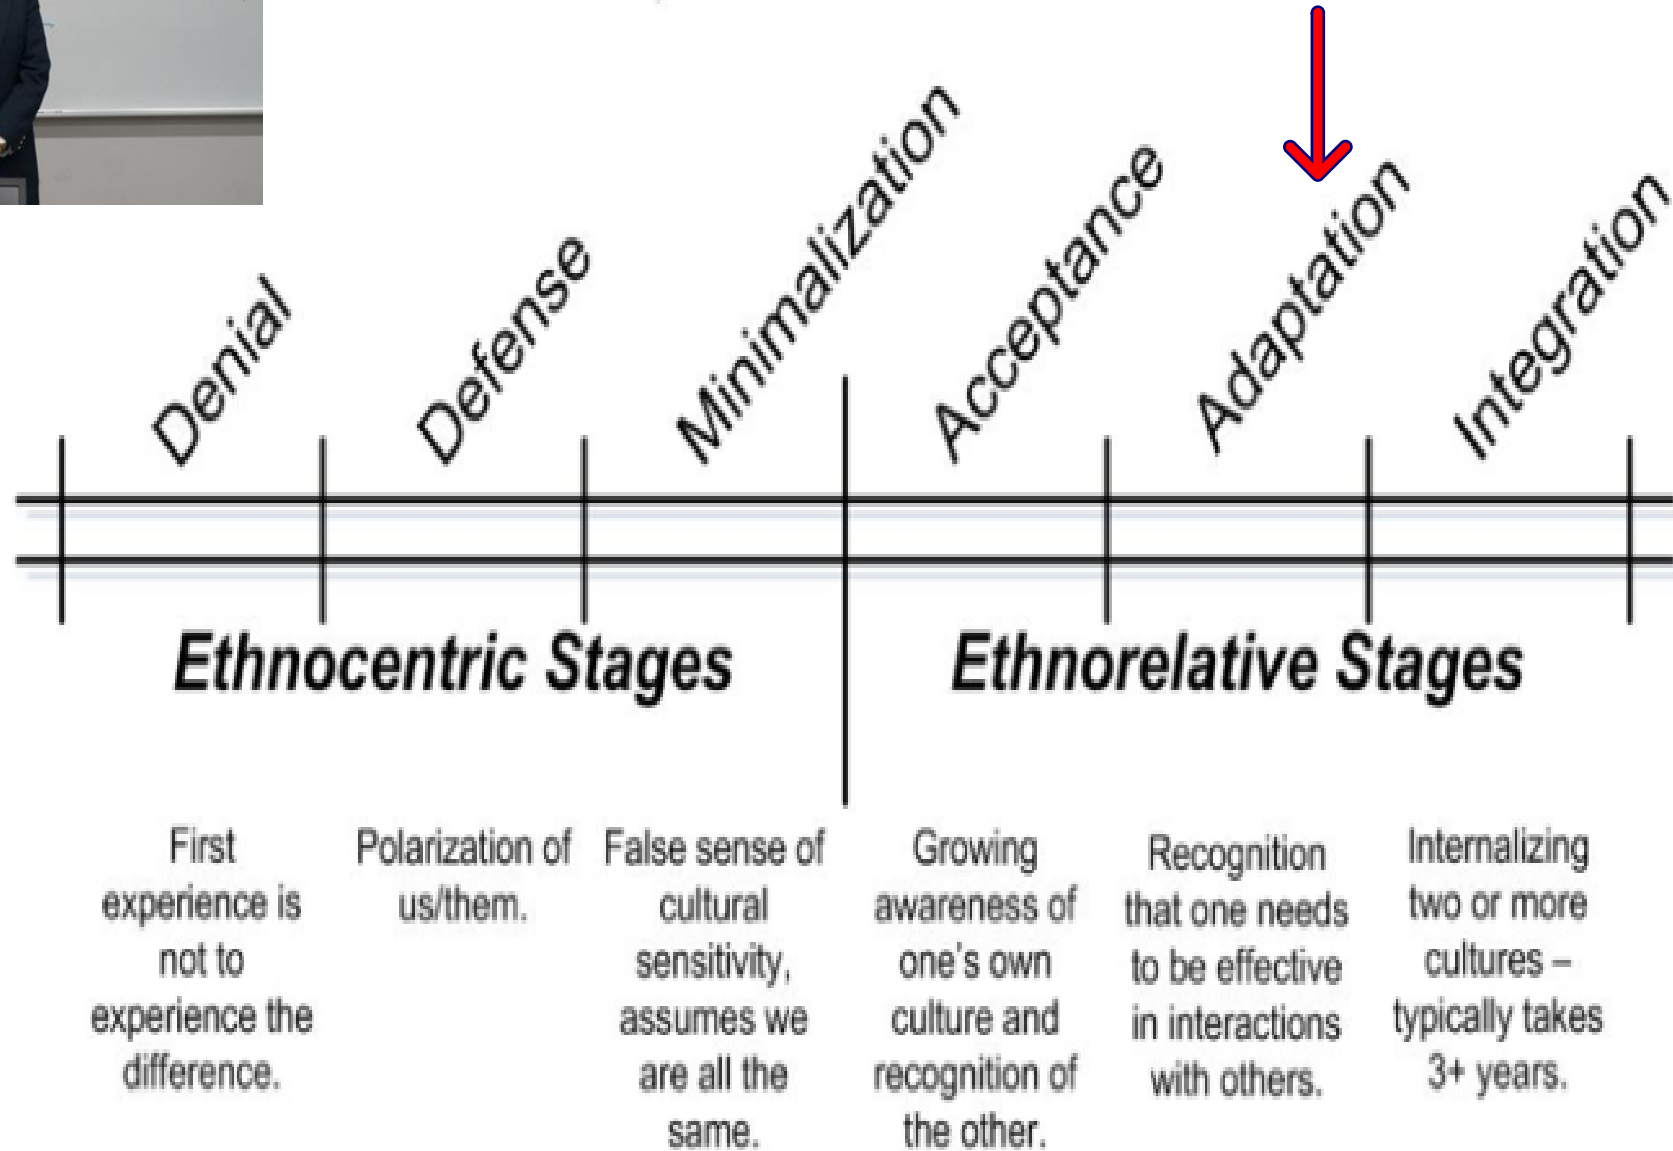 Denial
Defense
Minimalization
Acceptance
Adaptation
Integration
Ethnocentric Stages
Ethnorelative Stages
First
experience is
not to
experience the
difference.
Polarization of
us/them.
False sense of
cultural
sensitivity,
assumes we
are all the
same.
Growing
awareness of
one's own
culture and
recognition of
the other.
Recognition
that one needs
to be effective
in interactions
with others.
Internalizing
two or more
cultures –
typically takes
3+ years.